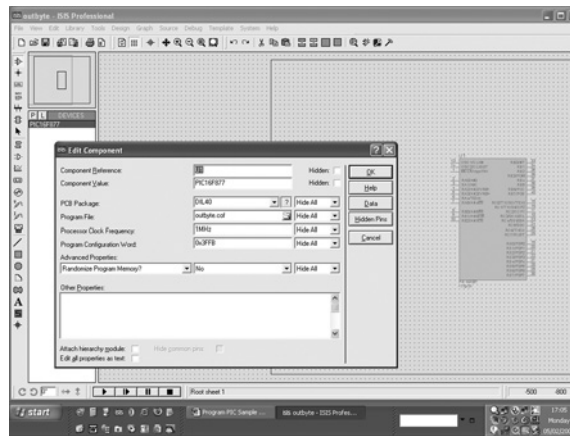 outbyte - ISIS Professional
File View Edit Library Tools Design Graph Source Debug Template System Help
P L DEVICES
PIC16F877
Edit Component
Component Reference: Hidden:
Component Value: PIC16F877 Hidden:
PCB Package: DIL40 ? Hide All
Program File: outbyte.cof Hide All
Processor Clock Frequency: 1MHz Hide All
Program Configuration Word: 0x3FFB Hide All
Advanced Properties:
Randomize Program Memory? No Hide All
Other Properties:
Attach hierarchy module: Hide common pins:
Edit all properties as text:
OK
Help
Data
Hidden Pins
Cancel
Root sheet 1
-500 -800
start
Program PIC Sample ...
outbyte - ISIS Profes...
17:05
Monday